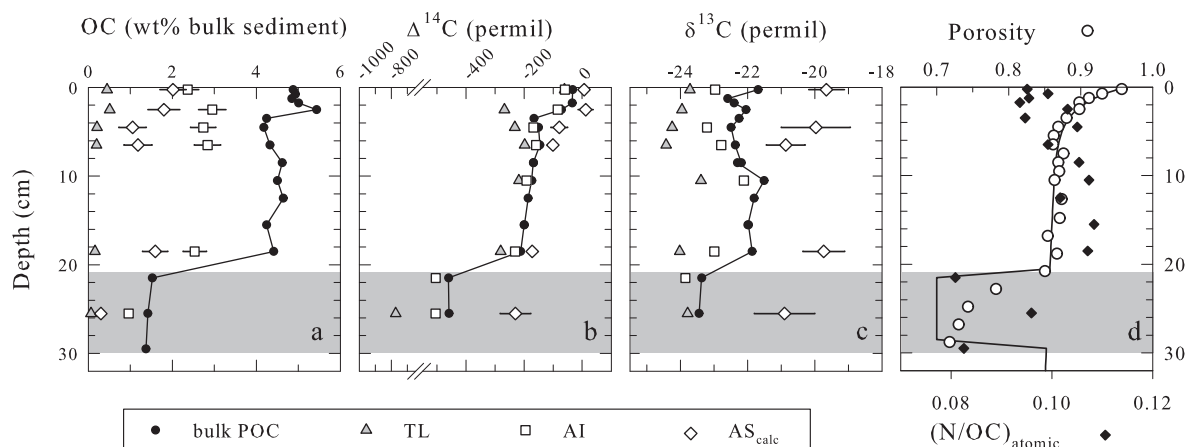 OC (wt% bulk sediment)
Δ¹⁴C (permil)
δ¹³C (permil)
Porosity
0 2 4 6
-1000 -800 -400 -200 0
-24 -22 -20 -18
0.7 0.8 0.9 1.0
Depth (cm)
0
10
20
30
0
10
20
30
a
b
c
d
0.08 0.10 0.12
(N/OC)atomic
bulk POC TL AI AScalc